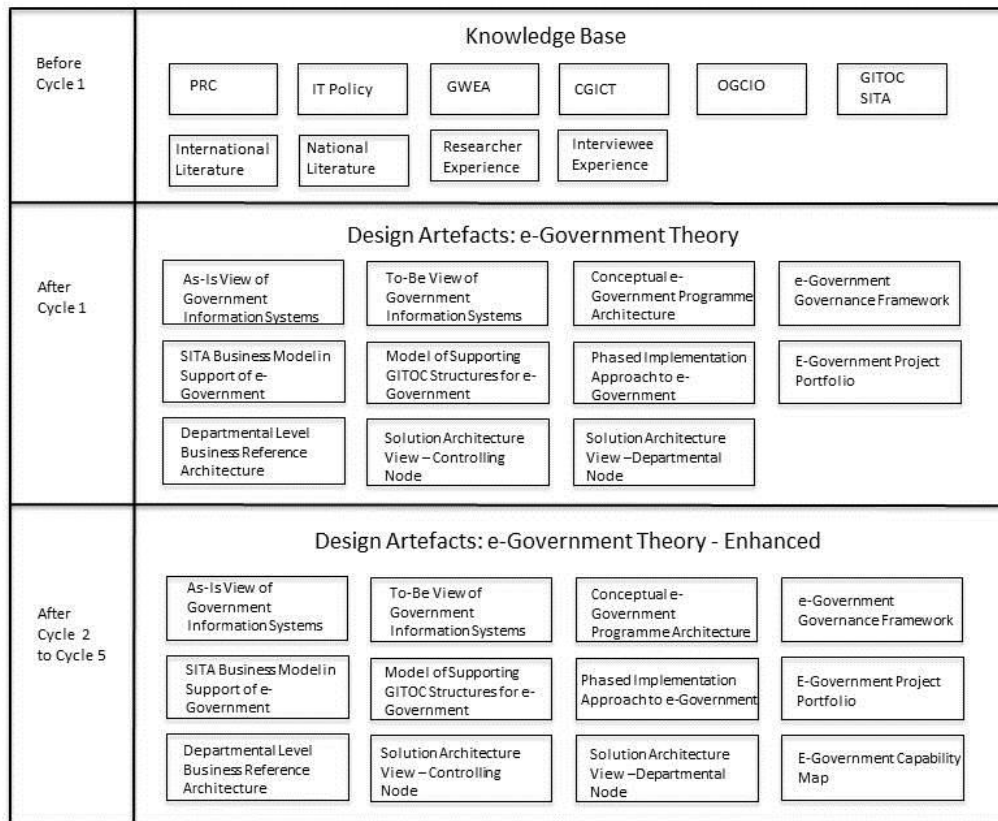 Before
Cycle 1
Knowledge Base
PRC
IT Policy
GWEA
CGICT
OGCIO
GITOC
SITA
International
Literature
National
Literature
Researcher
Experience
Interviewee
Experience
After
Cycle 1
Design Artefacts: e-Government Theory
As-Is View of
Government
Information Systems
To-Be View of
Government
Information Systems
Conceptual e-
Government Programme
Architecture
e-Government
Governance Framework
SITA Business Model in
Support of e-
Government
Model of Supporting
GITOC Structures for e-
Government
Phased Implementation
Approach to e-
Government
E-Government Project
Portfolio
Departmental Level
Business Reference
Architecture
Solution Architecture
View – Controlling
Node
Solution Architecture
View –Departmental
Node
After
Cycle 2
to Cycle 5
Design Artefacts: e-Government Theory - Enhanced
As-Is View of
Government
Information Systems
To-Be View of
Government
Information Systems
Conceptual e-
Government
Programme Architecture
e-Government
Governance Framework
SITA Business Model in
Support of e-
Government
Model of Supporting
GITOC Structures for e-
Government
Phased Implementation
Approach to e-Government
E-Government Project
Portfolio
Departmental Level
Business Reference
Architecture
Solution Architecture
View – Controlling
Node
Solution Architecture
View –Departmental
Node
E-Government Capability
Map